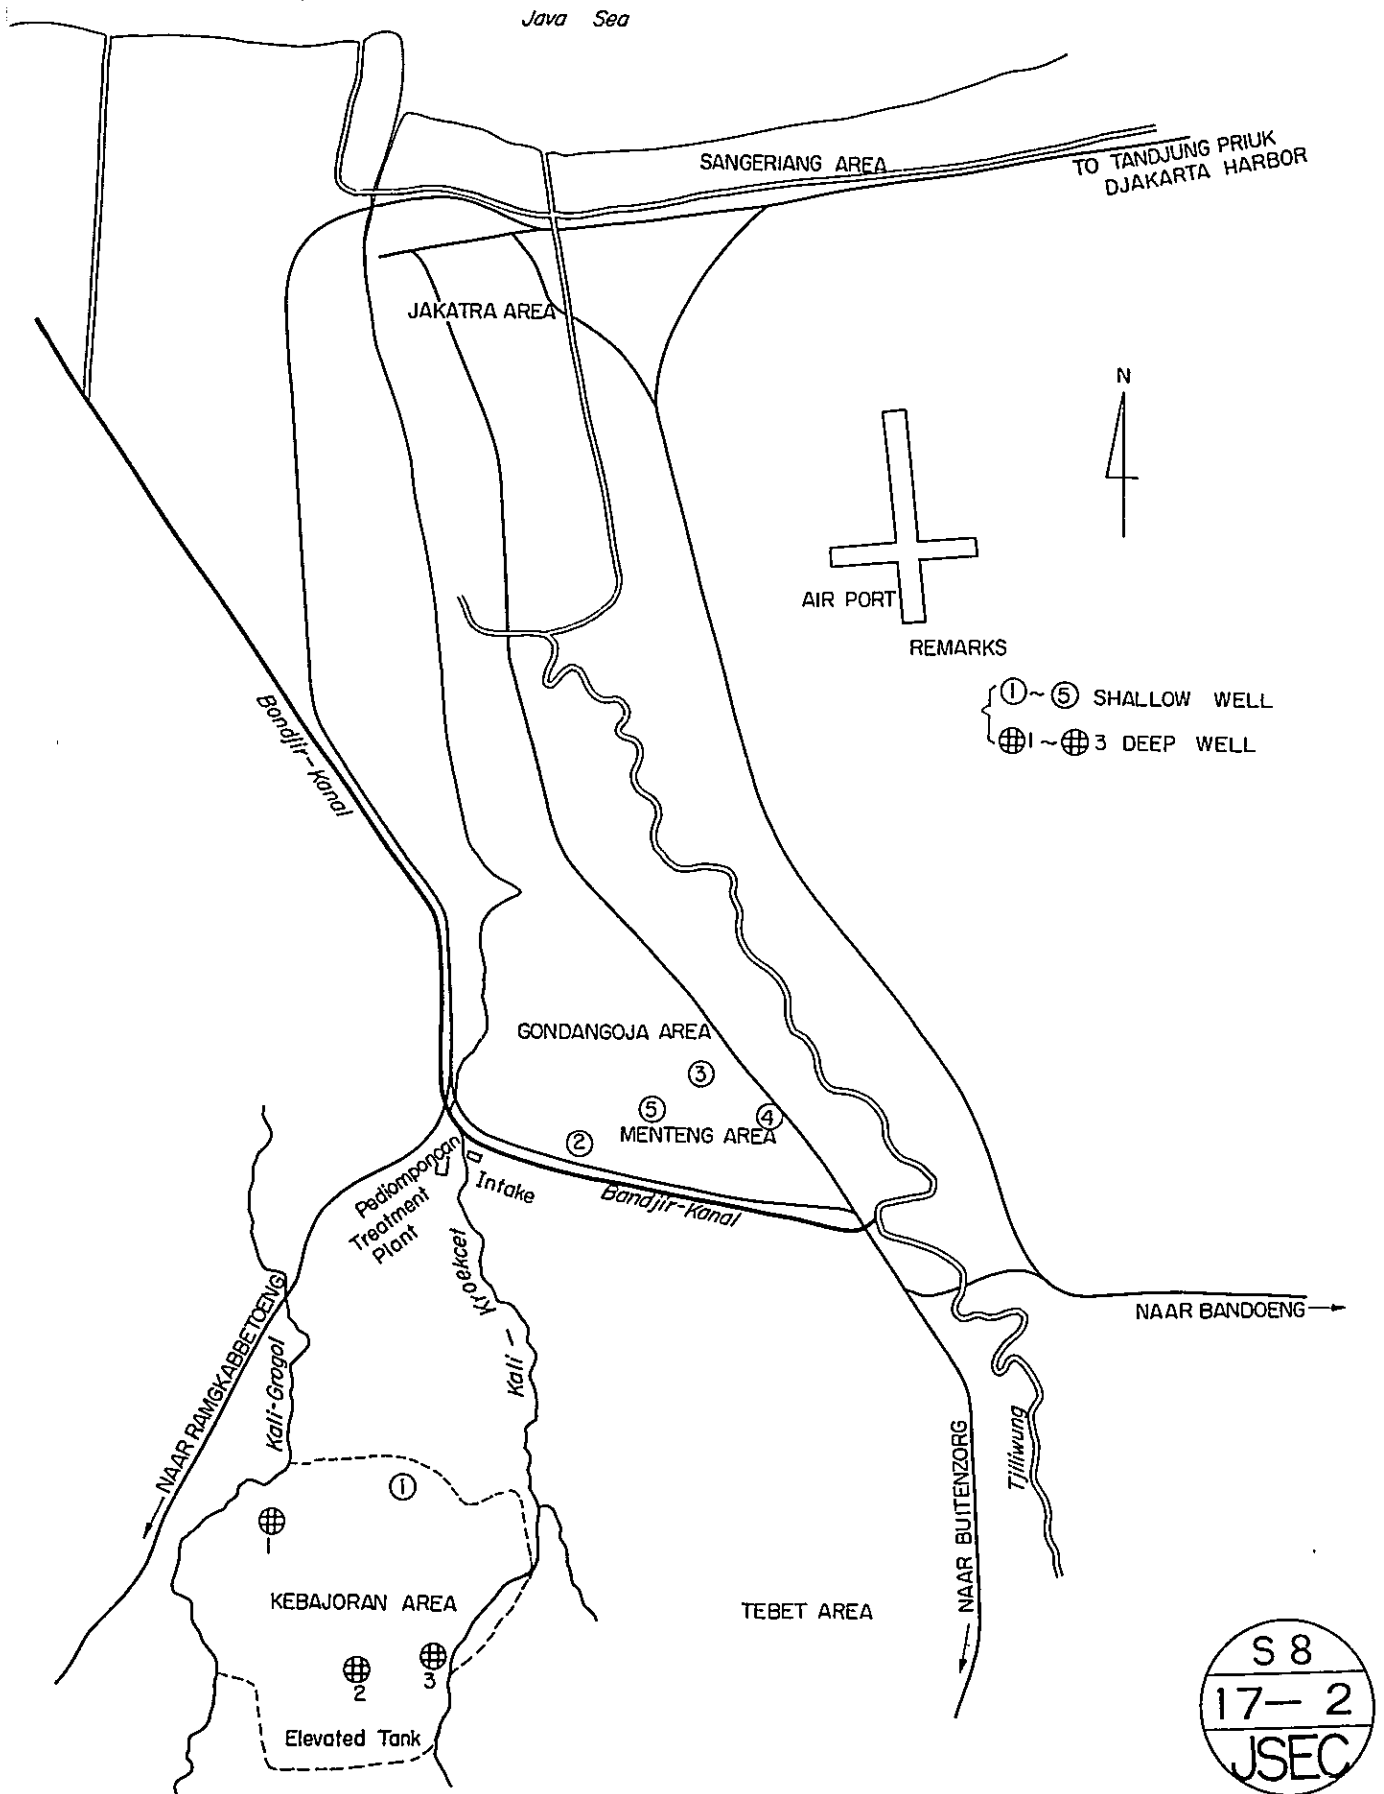 Java Sea
SANGERIANG AREA
TO TANDJUNG PRIUK
DJAKARTA HARBOR
JAKATRA AREA
N
AIR PORT
REMARKS
①~⑤ SHALLOW WELL
1~3 DEEP WELL
Bondjir-Kanal
GONDANGOJA AREA
③
⑤
④
MENTENG AREA
②
Pediomponcan
Treatment
Plant
Intake
Bandjir-Kanal
Kali-Kroekcet
NAAR BANDOENG
NAAR RAMGKABBETOENG
Kali-Grogol
①
1
NAAR BUITENZORG
Tjilliwung
KEBAJORAN AREA
TEBET AREA
2
3
Elevated Tank
S 8
17-2
JSEC